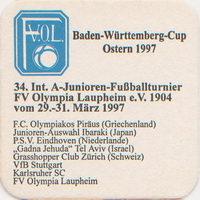 F.V.O.L.
Baden-Württemberg-Cup
Ostern 1997
34. Int. A-Junioren-Fußballturnier
FV Olympia Laupheim e.V. 1904
vom 29.-31. März 1997
F.C. Olympiakos Piräus (Griechenland)
Junioren-Auswahl Ibaraki (Japan)
P.S.V. Eindhoven (Niederlande)
„Gadna Jehuda" Tel Aviv (Israel)
Grasshopper Club Zürich (Schweiz)
VfB Stuttgart
Karlsruher SC
FV Olympia Laupheim